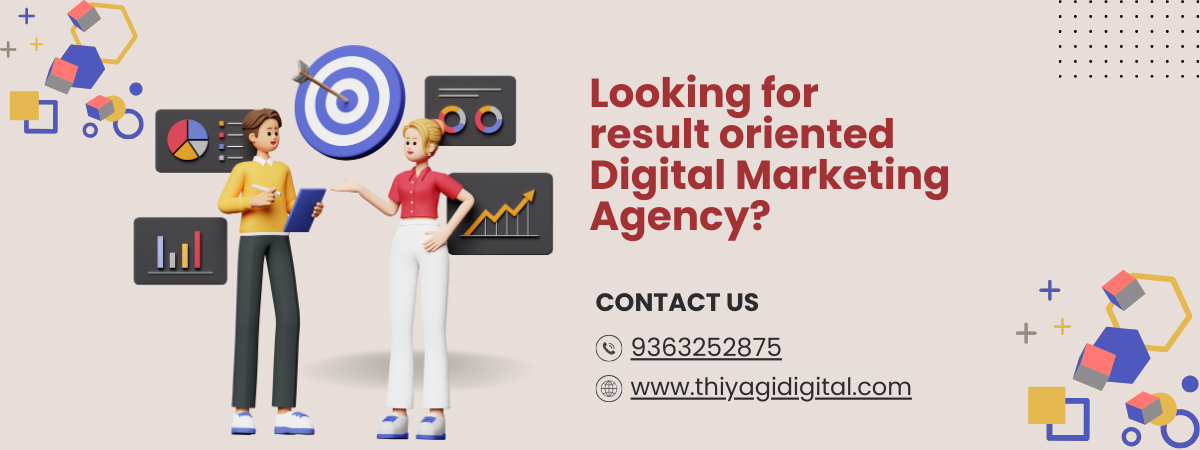 Looking for
result oriented
Digital Marketing
Agency?
CONTACT US
9363252875
www.thiyagidigital.com